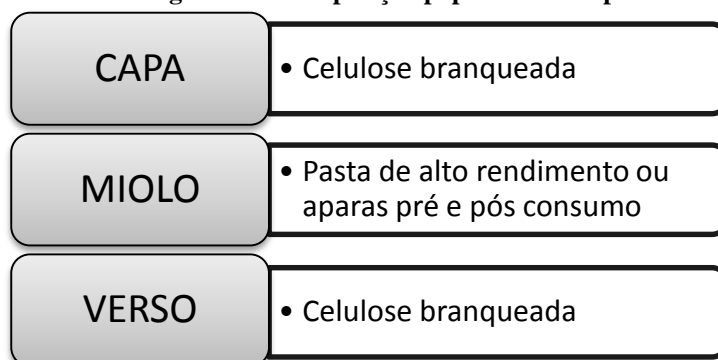 CAPA
• Celulose branqueada
MIOLO
• Pasta de alto rendimento ou
aparas pré e pós consumo
VERSO
• Celulose branqueada